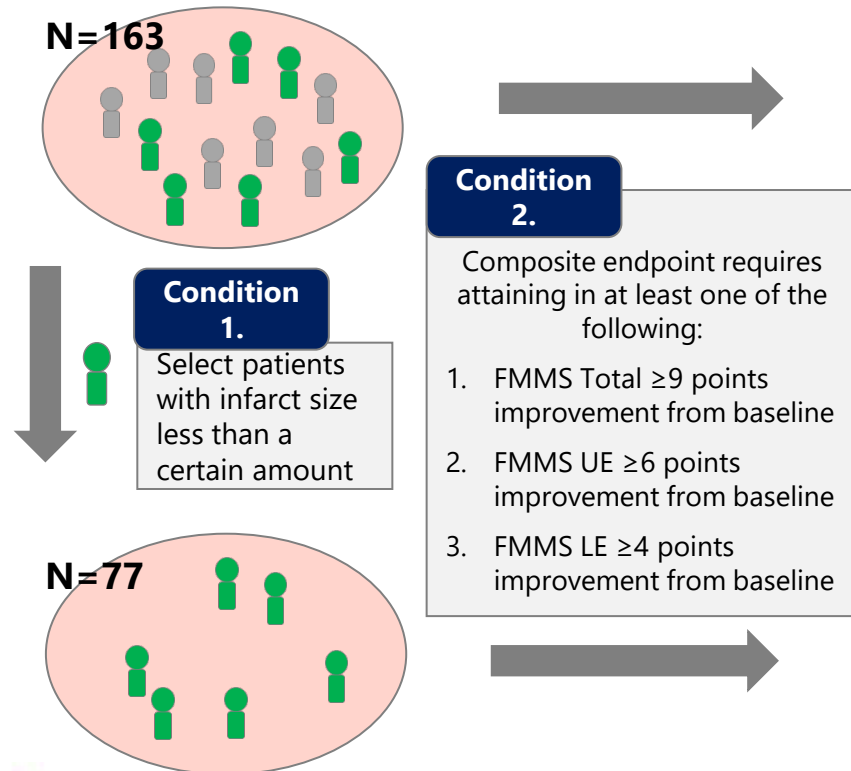 N=163
Condition
2.
Composite endpoint requires
attaining in at least one of the
following:
1. FMMS Total ≥9 points
improvement from baseline
2. FMMS UE ≥6 points
improvement from baseline
3. FMMS LE ≥4 points
improvement from baseline
Condition
1.
Select patients
with infarct size
less than a
certain amount
N=77